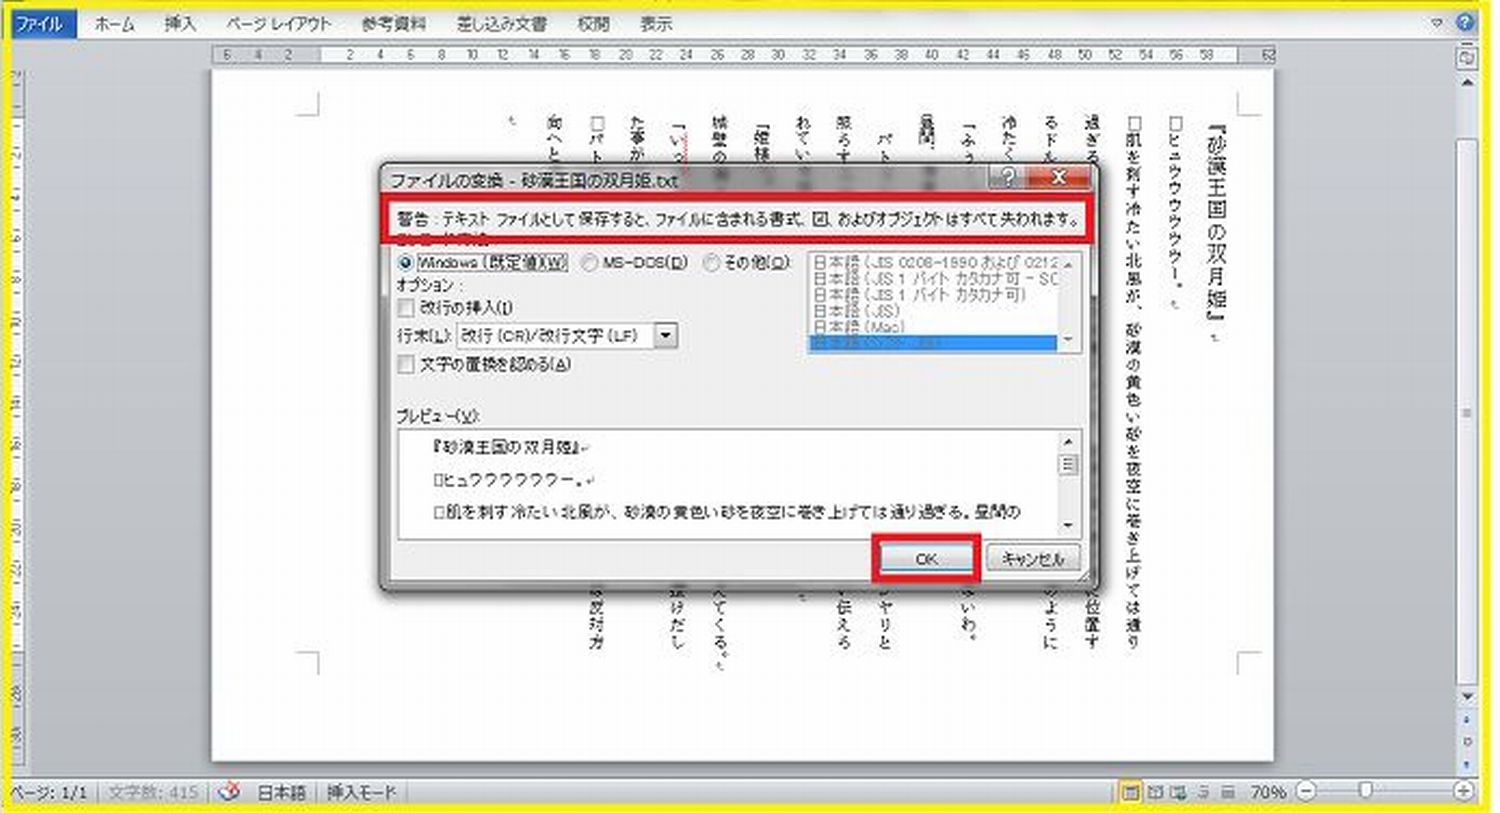 ファイル ホーム 挿入 ページ レイアウト 参考資料 差し込み文書 校閲 表示
6 4 2 2 4 6 8 10 12 14 16 18 20 22 24 26 28 30 32 34 36 38 40 42 44 46 48 50 52 54 56 58 62
『砂漠王国の双月姫』
□ヒュウウウウウウー。
□肌を刺す冷たい北風が、砂漠の黄色い砂を夜空に巻き上げては通り
過ぎる
位置す
るドル
のように
冷たく
「ふう
いわ。
昼間、
パト
ヤリと
照らす
い伝えろ
れてい
「姫様
城壁の
べてくる。
「いつ
抜けだし
た事が
□パト
反対方
向へと
ファイルの変換 - 砂漠王国の双月姫.txt
警告 : テキスト ファイルとして保存すると、ファイルに含まれる書式、図、およびオブジェクトはすべて失われます。
Windows (既定値)(W) MS-DOS(D) その他(O):
日本語 (JIS 0208-1990 および 0212
日本語 (JIS 1 バイト カタカナ可 - SO
日本語 (JIS 1 バイト カタカナ可)
日本語 (JIS)
日本語 (Mac)
オプション :
改行の挿入(I)
行末(L): 改行 (CR)/改行文字 (LF)
文字の置換を認める(A)
プレビュー(V):
『砂漠王国の双月姫』
□ヒュウウウウウウー。
□肌を刺す冷たい北風が、砂漠の黄色い砂を夜空に巻き上げては通り過ぎる。昼間の
OK キャンセル
ページ: 1/1 文字数: 415 日本語 挿入モード 70%